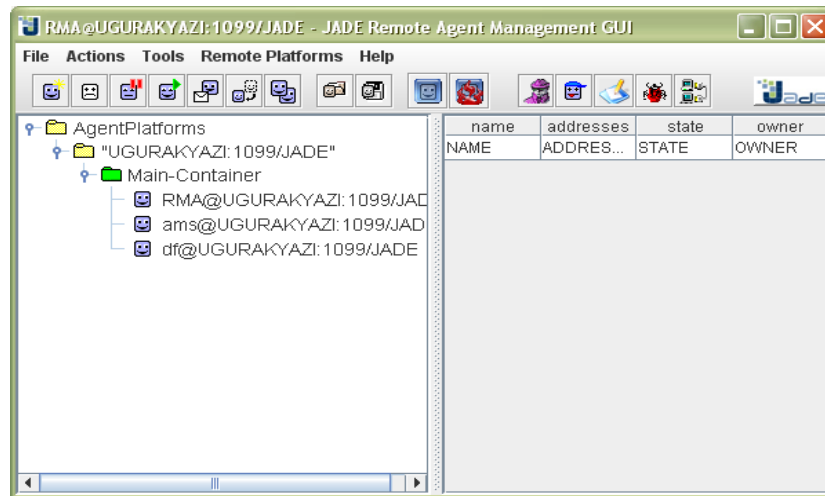 RMA@UGURAKYAZI:1099/JADE - JADE Remote Agent Management GUI
File Actions Tools Remote Platforms Help
Jade
AgentPlatforms
"UGURAKYAZI:1099/JADE"
Main-Container
RMA@UGURAKYAZI:1099/JAD
ams@UGURAKYAZI:1099/JAD
df@UGURAKYAZI:1099/JADE
name addresses state owner
NAME ADDRES... STATE OWNER